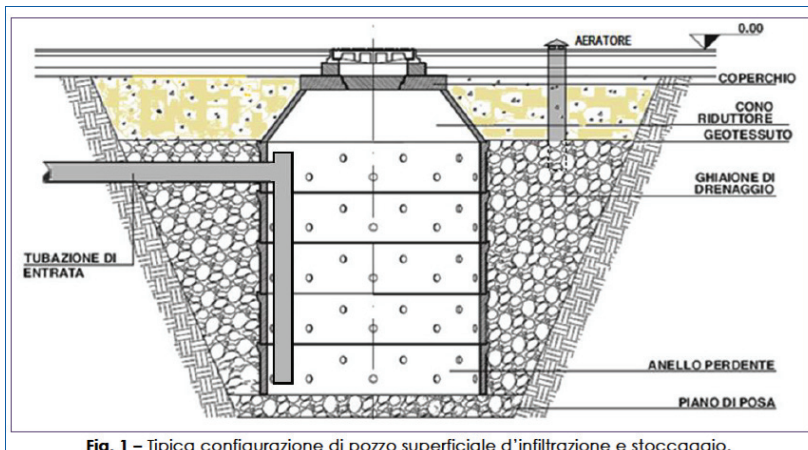 AERATORE
0.00
COPERCHIO
CONO
RIDUTTORE
GEOTESSUTO
GHIAIONE DI
DRENAGGIO
TUBAZIONE DI
ENTRATA
ANELLO PERDENTE
PIANO DI POSA
Fig. 1 – Tipica configurazione di pozzo superficiale d'infiltrazione e stoccaggio.